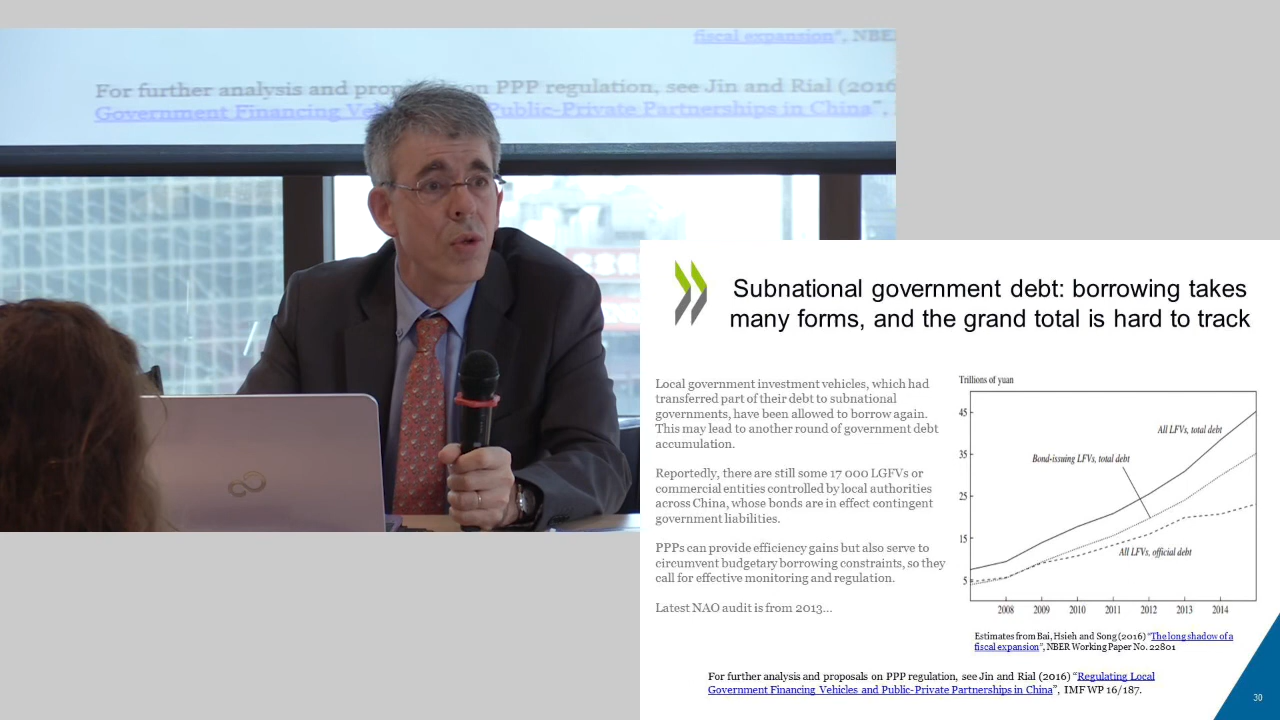 fiscal expansion", NBE
For further analysis and prop on PPP regulation, see Jin and Rial (2016
Government Financing Veh Public-Private Partnerships in China",
Subnational government debt: borrowing takes
many forms, and the grand total is hard to track
Local government investment vehicles, which had
transferred part of their debt to subnational
governments, have been allowed to borrow again.
This may lead to another round of government debt
accumulation.
Reportedly, there are still some 17 000 LGFVs or
commercial entities controlled by local authorities
across China, whose bonds are in effect contingent
government liabilities.
PPPs can provide efficiency gains but also serve to
circumvent budgetary borrowing constraints, so they
call for effective monitoring and regulation.
Latest NAO audit is from 2013...
Trillions of yuan
45
35
25
15
5
All LFVs, total debt
Bond-issuing LFVs, total debt
All LFVs, official debt
2008 2009 2010 2011 2012 2013 2014
Estimates from Bai, Hsieh and Song (2016) "The long shadow of a
fiscal expansion", NBER Working Paper No. 22801
For further analysis and proposals on PPP regulation, see Jin and Rial (2016) "Regulating Local
Government Financing Vehicles and Public-Private Partnerships in China", IMF WP 16/187.
30